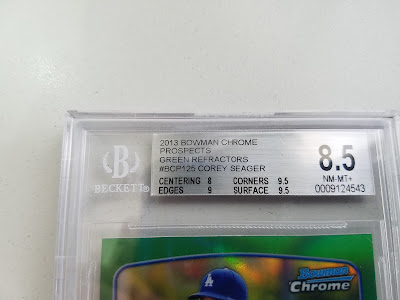 2013 BOWMAN CHROME
PROSPECTS
GREEN REFRACTORS
#BCP125 COREY SEAGER
CENTERING 8 CORNERS 9.5
EDGES 9 SURFACE 9.5
8.5
NM-MT+
0009124543
B G S
BECKETT
LA
Bowman
Chrome